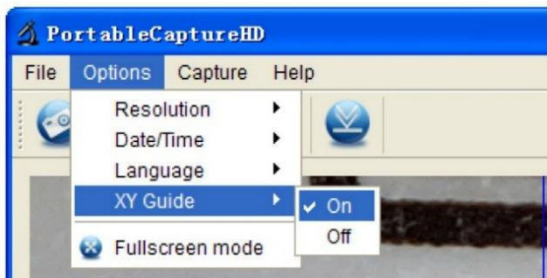 PortableCaptureHD
File Options Capture Help
Resolution
Date/Time
Language
XY Guide
On
Off
Fullscreen mode